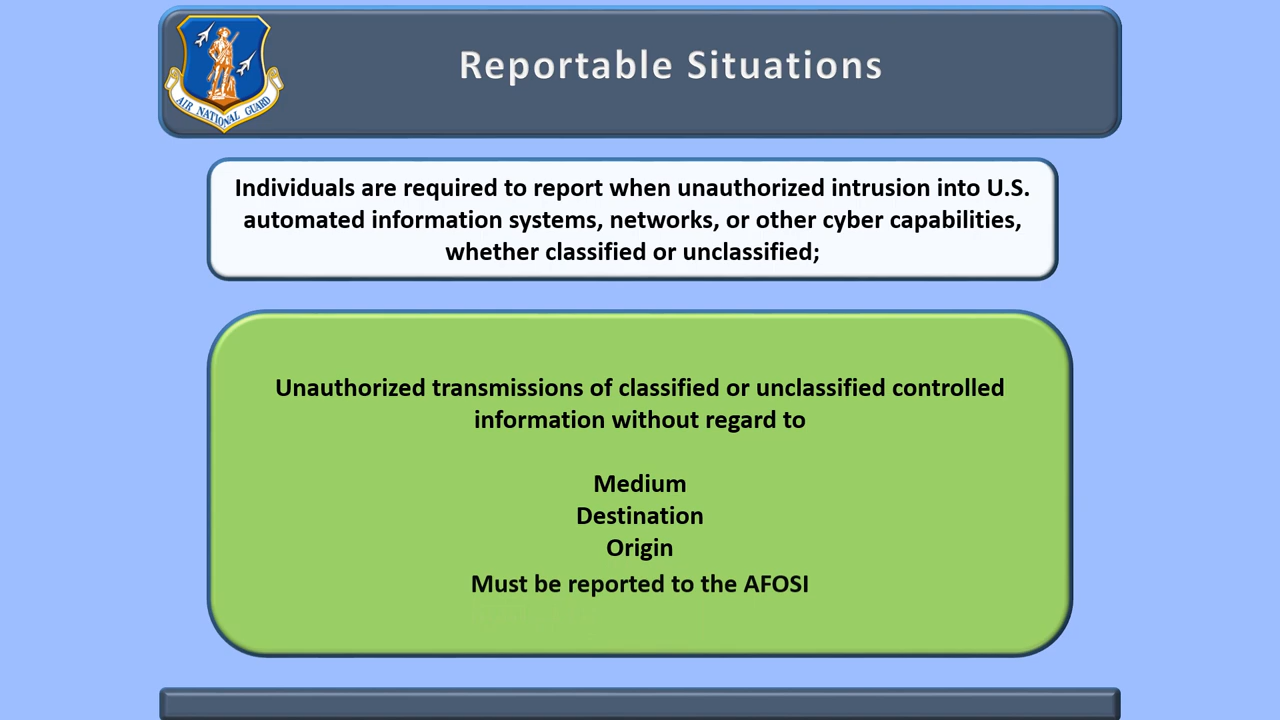 Reportable Situations
AIR NATIONAL GUARD
Individuals are required to report when unauthorized intrusion into U.S.
automated information systems, networks, or other cyber capabilities,
whether classified or unclassified;
Unauthorized transmissions of classified or unclassified controlled
information without regard to
Medium
Destination
Origin
Must be reported to the AFOSI